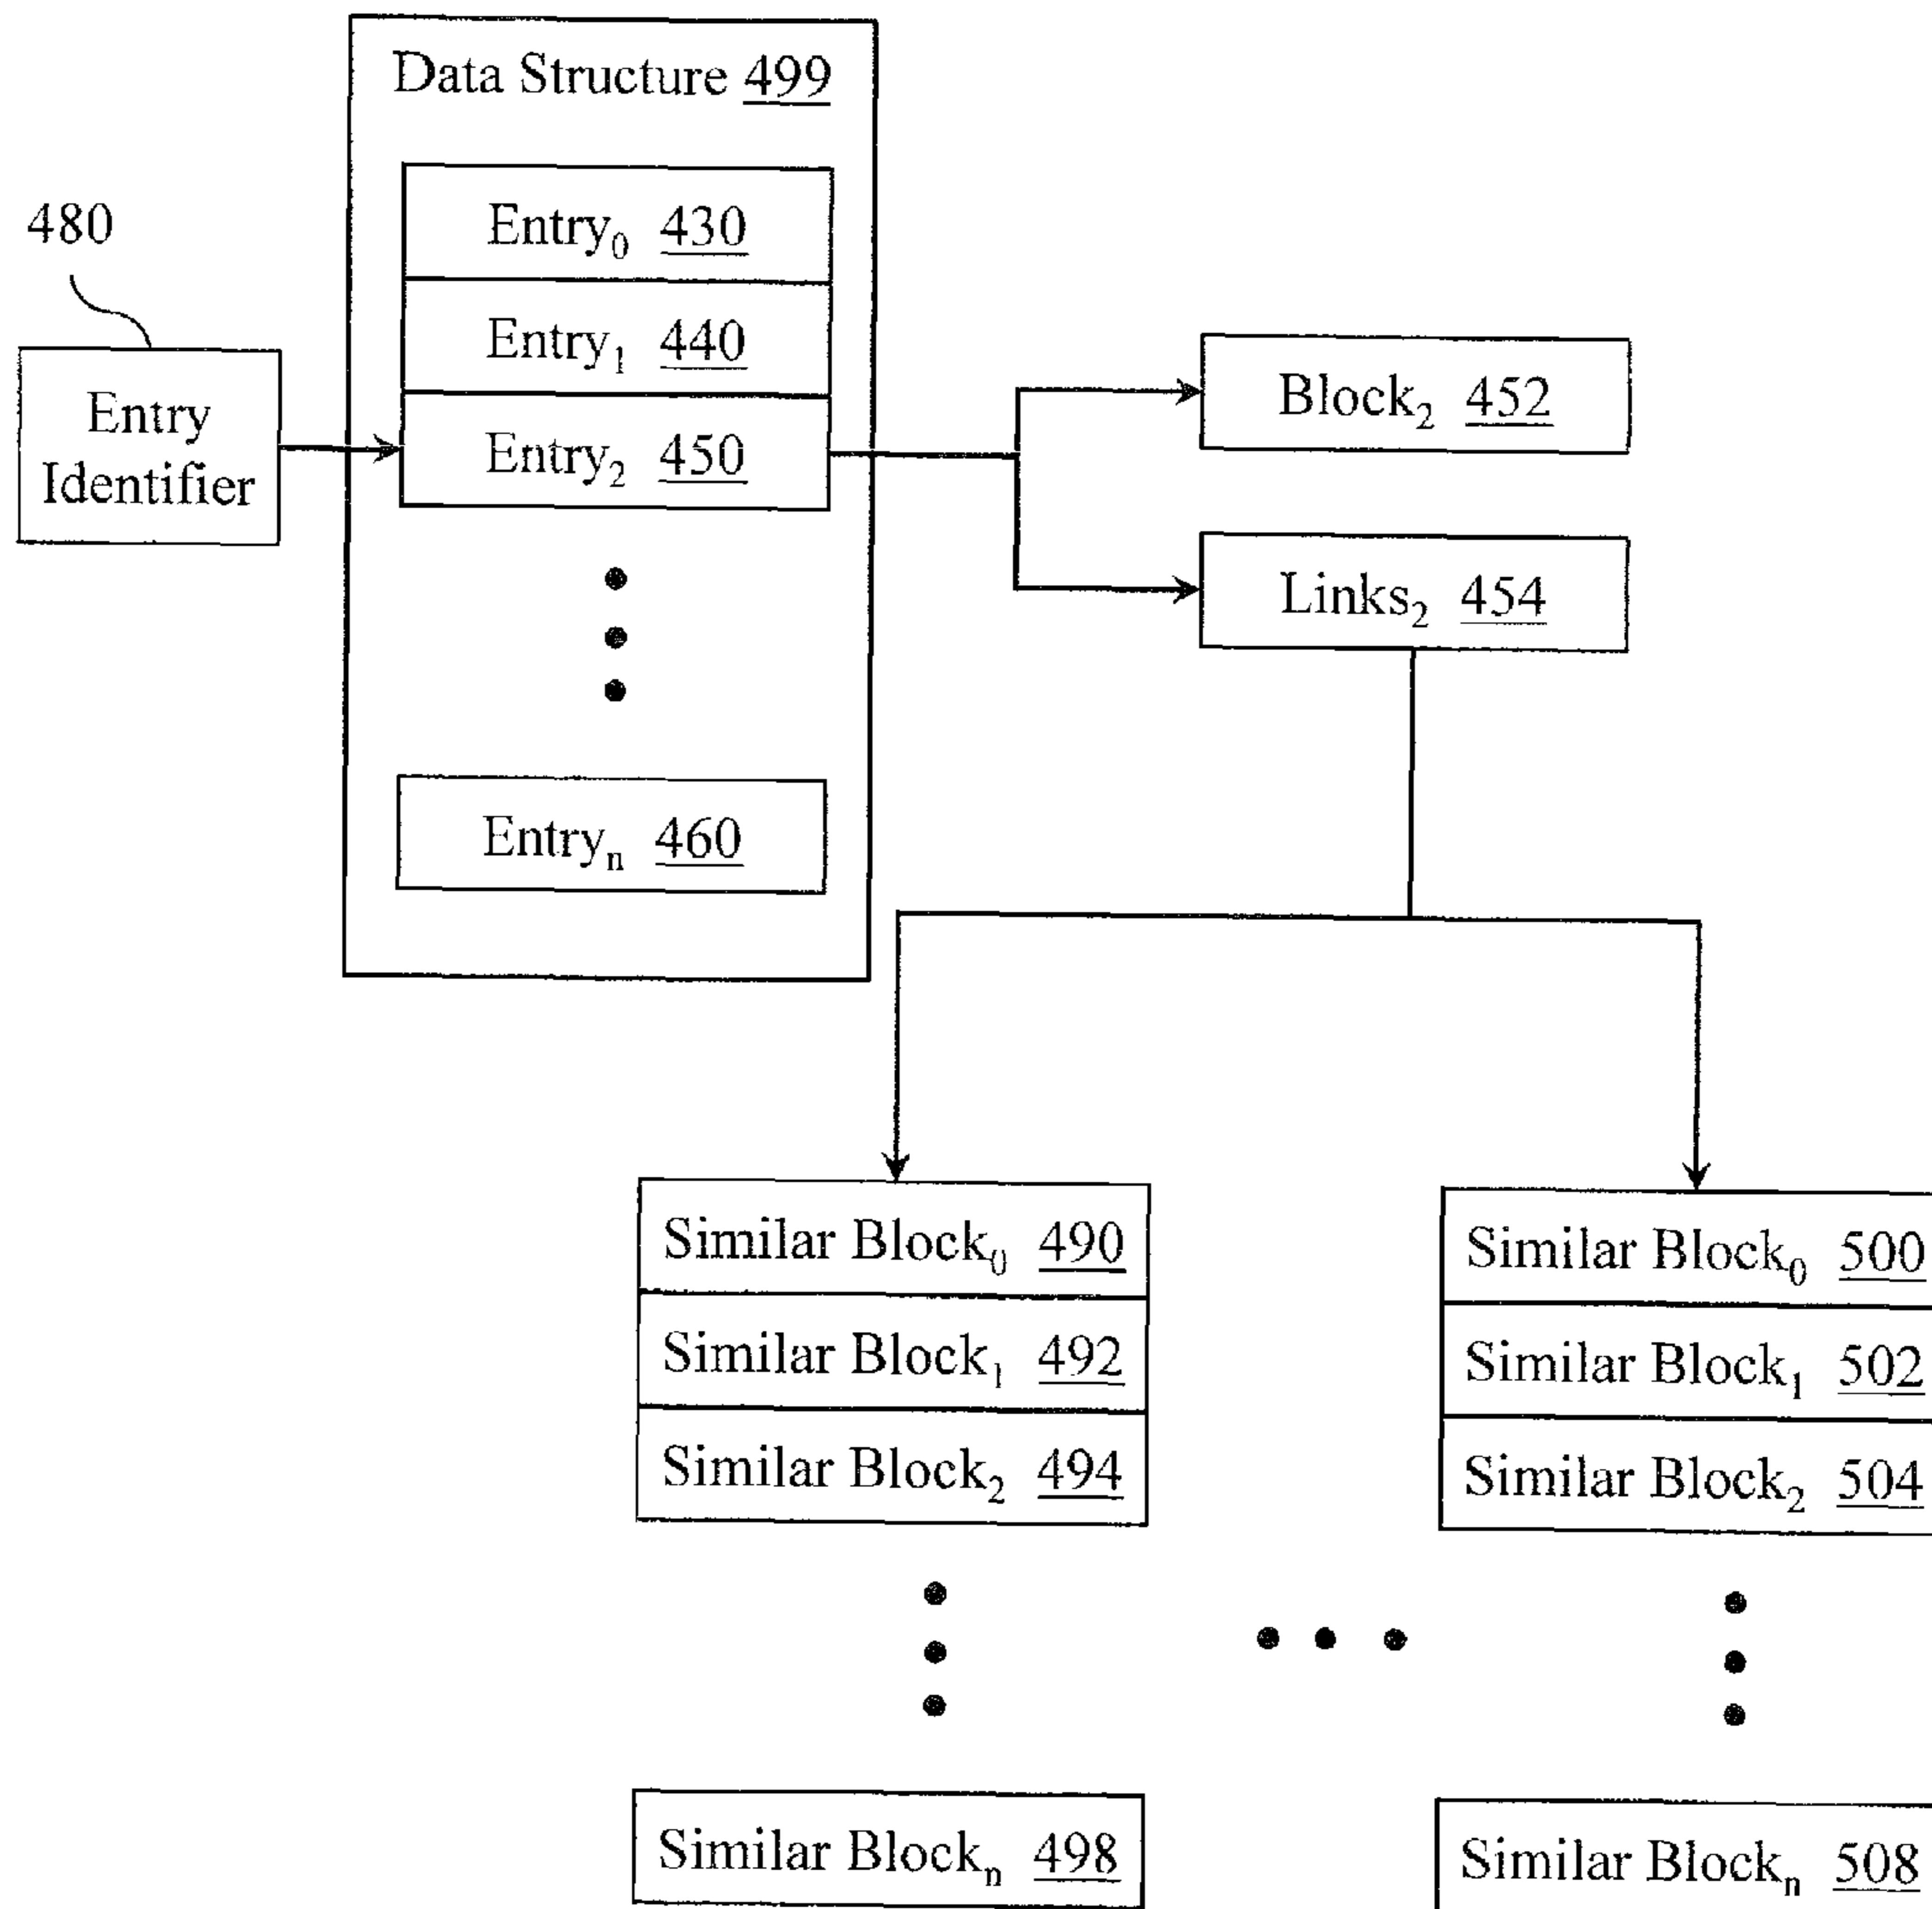 Data Structure 499
480
Entry₀ 430
Entry₁ 440
Entry₂ 450
Entry
Identifier
Block₂ 452
Links₂ 454
Entryₙ 460
Similar Block₀ 490
Similar Block₁ 492
Similar Block₂ 494
Similar Blockₙ 498
Similar Block₀ 500
Similar Block₁ 502
Similar Block₂ 504
Similar Blockₙ 508